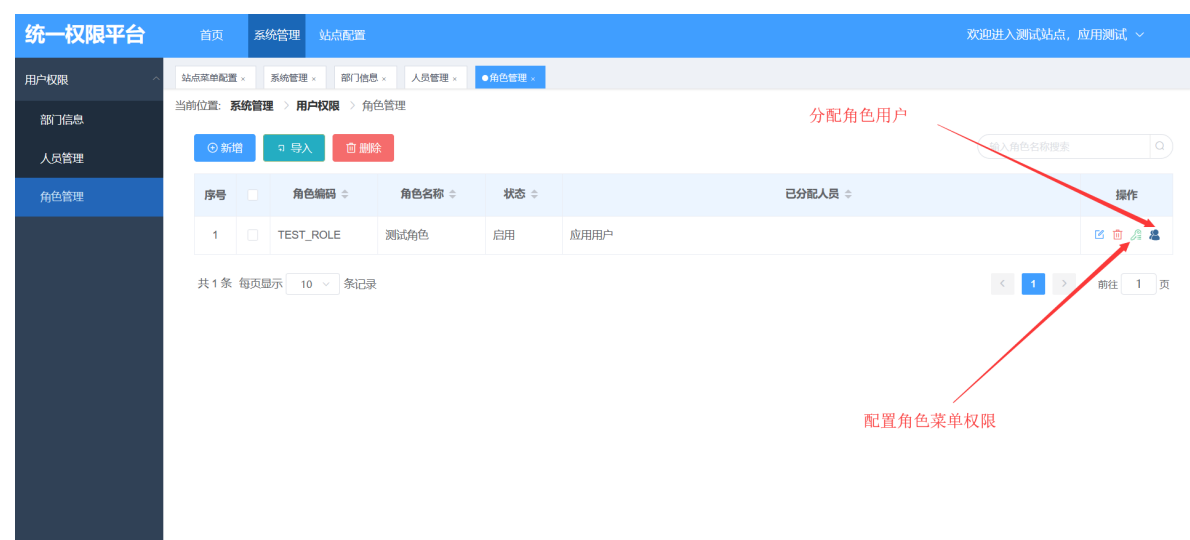 统一权限平台 首页 系统管理 站点配置 欢迎进入测试站点，应用测试
用户权限
部门信息
人员管理
角色管理
站点菜单配置 × 系统管理 × 部门信息 × 人员管理 × 角色管理 ×
当前位置: 系统管理 > 用户权限 > 角色管理
分配角色用户
新增 导入 删除 输入角色名称搜索
序号 角色编码 角色名称 状态 已分配人员 操作
1 TEST_ROLE 测试角色 启用 应用用户
共 1 条 每页显示 10 条记录 < 1 > 前往 1 页
配置角色菜单权限